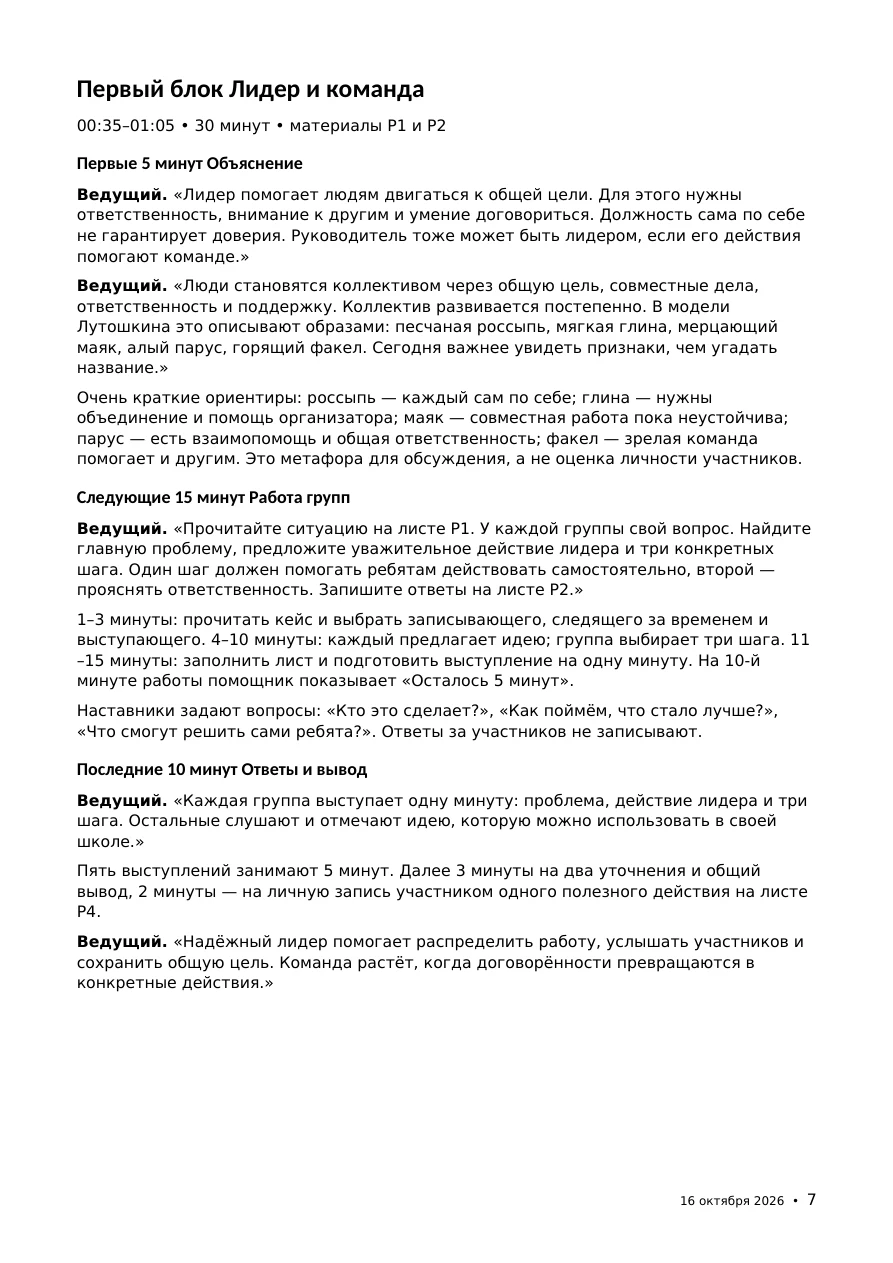 Первый блок Лидер и команда
00:35–01:05 • 30 минут • материалы Р1 и Р2
Первые 5 минут Объяснение
Ведущий. «Лидер помогает людям двигаться к общей цели. Для этого нужны
ответственность, внимание к другим и умение договориться. Должность сама по себе
не гарантирует доверия. Руководитель тоже может быть лидером, если его действия
помогают команде.»
Ведущий. «Люди становятся коллективом через общую цель, совместные дела,
ответственность и поддержку. Коллектив развивается постепенно. В модели
Лутошкина это описывают образами: песчаная россыпь, мягкая глина, мерцающий
маяк, алый парус, горящий факел. Сегодня важнее увидеть признаки, чем угадать
название.»
Очень краткие ориентиры: россыпь — каждый сам по себе; глина — нужны
объединение и помощь организатора; маяк — совместная работа пока неустойчива;
парус — есть взаимопомощь и общая ответственность; факел — зрелая команда
помогает и другим. Это метафора для обсуждения, а не оценка личности участников.
Следующие 15 минут Работа групп
Ведущий. «Прочитайте ситуацию на листе Р1. У каждой группы свой вопрос. Найдите
главную проблему, предложите уважительное действие лидера и три конкретных
шага. Один шаг должен помогать ребятам действовать самостоятельно, второй —
прояснять ответственность. Запишите ответы на листе Р2.»
1–3 минуты: прочитать кейс и выбрать записывающего, следящего за временем и
выступающего. 4–10 минуты: каждый предлагает идею; группа выбирает три шага. 11
–15 минуты: заполнить лист и подготовить выступление на одну минуту. На 10-й
минуте работы помощник показывает «Осталось 5 минут».
Наставники задают вопросы: «Кто это сделает?», «Как поймём, что стало лучше?»,
«Что смогут решить сами ребята?». Ответы за участников не записывают.
Последние 10 минут Ответы и вывод
Ведущий. «Каждая группа выступает одну минуту: проблема, действие лидера и три
шага. Остальные слушают и отмечают идею, которую можно использовать в своей
школе.»
Пять выступлений занимают 5 минут. Далее 3 минуты на два уточнения и общий
вывод, 2 минуты — на личную запись участником одного полезного действия на листе
Р4.
Ведущий. «Надёжный лидер помогает распределить работу, услышать участников и
сохранить общую цель. Команда растёт, когда договорённости превращаются в
конкретные действия.»
16 октября 2026 • 7